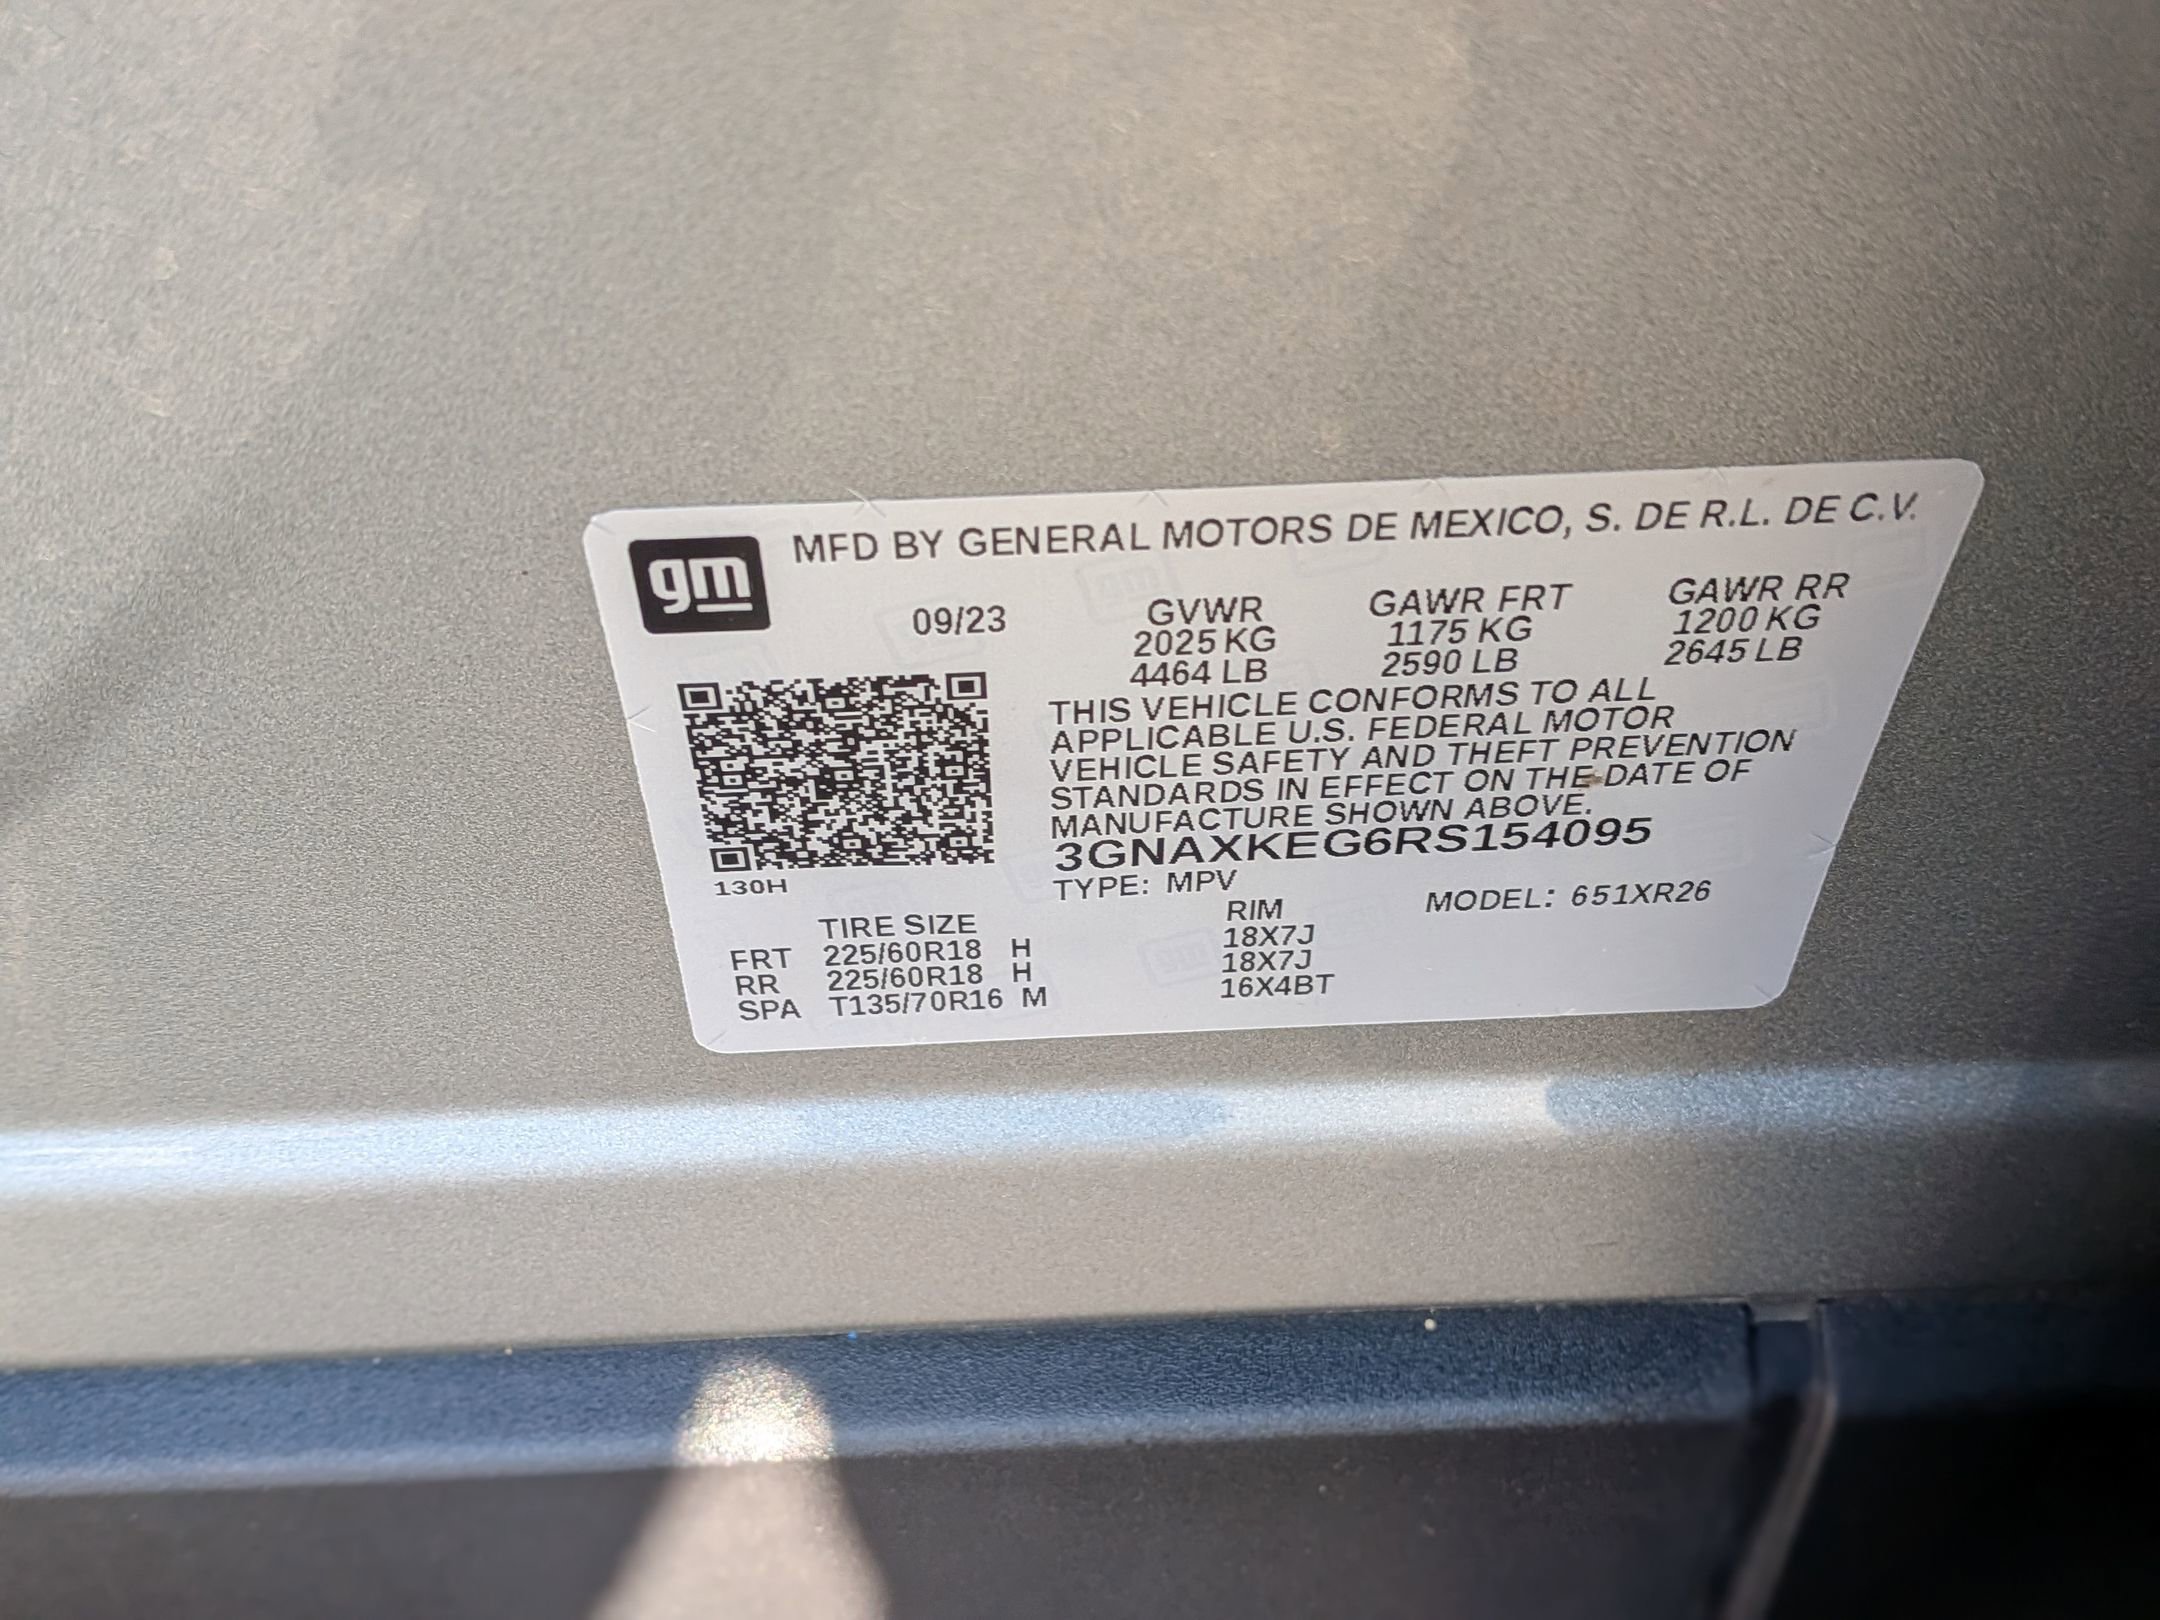 gm MFD BY GENERAL MOTORS DE MEXICO, S. DE R.L. DE C.V.
09/23 GVWR GAWR FRT GAWR RR
2025 KG 1175 KG 1200 KG
4464 LB 2590 LB 2645 LB
THIS VEHICLE CONFORMS TO ALL
APPLICABLE U.S. FEDERAL MOTOR
VEHICLE SAFETY AND THEFT PREVENTION
STANDARDS IN EFFECT ON THE DATE OF
MANUFACTURE SHOWN ABOVE.
3GNAXKEG6RS154095
130H TYPE: MPV MODEL: 651XR26
TIRE SIZE RIM
FRT 225/60R18 H 18X7J
RR 225/60R18 H 18X7J
SPA T135/70R16 M 16X4BT